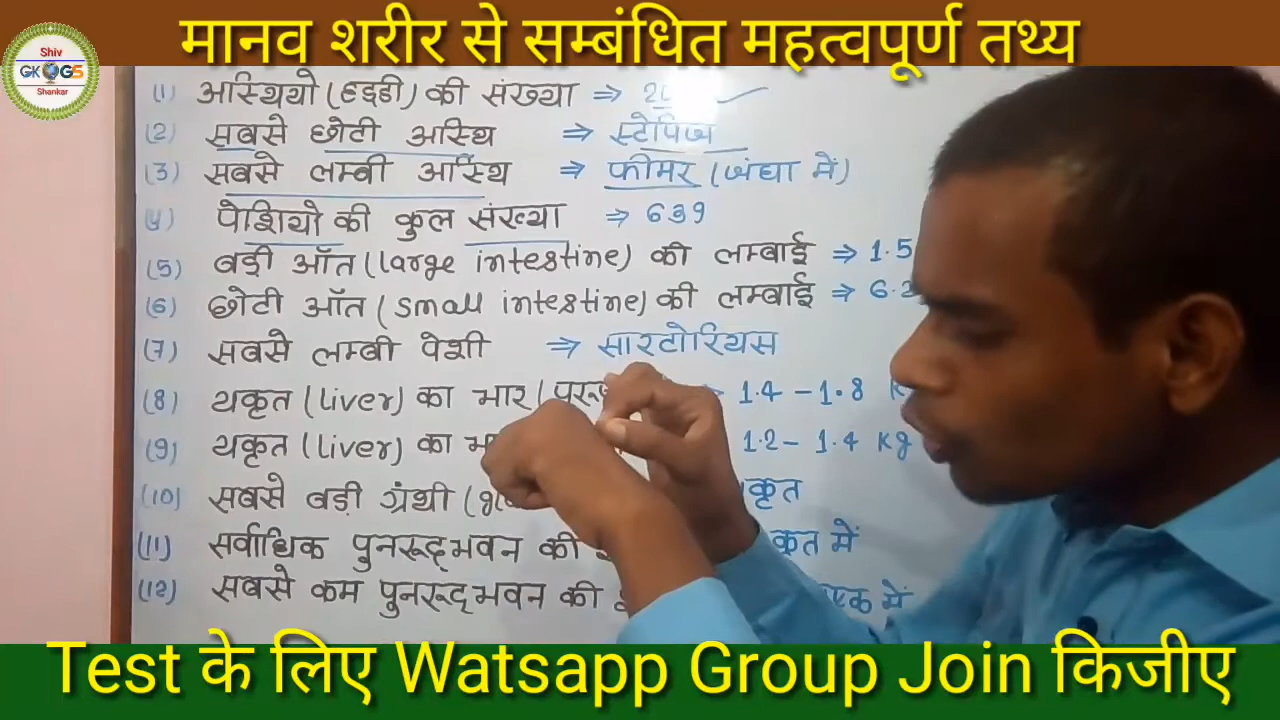 मानव शरीर से सम्बंधित महत्वपूर्ण तथ्य
Shiv
GK GS
Shankar
(1) अस्थियो (हड्डी) की संख्या ⇒
(2) सबसे छोटी अस्थि ⇒ स्टेपिज
(3) सबसे लम्बी अस्थि ⇒ फीमर (जंघा में)
(4) पेशियो की कुल संख्या ⇒ 639
(5) बड़ी आँत (large intestine) की लम्बाई ⇒ 1.5
(6) छोटी आँत (small intestine) की लम्बाई ⇒ 6.2
(7) सबसे लम्बी पेशी ⇒ सारटोरियस
(8) यकृत (liver) का भार 1.4 - 1.8
(9) यकृत (liver) का 1.2 - 1.4 Kg
(10) सबसे बड़ी ग्रंथी
(11) सर्वाधिक पुनरूद्भवन की में
(12) सबसे कम पुनरूद्भवन की में
Test के लिए Watsapp Group Join किजीए